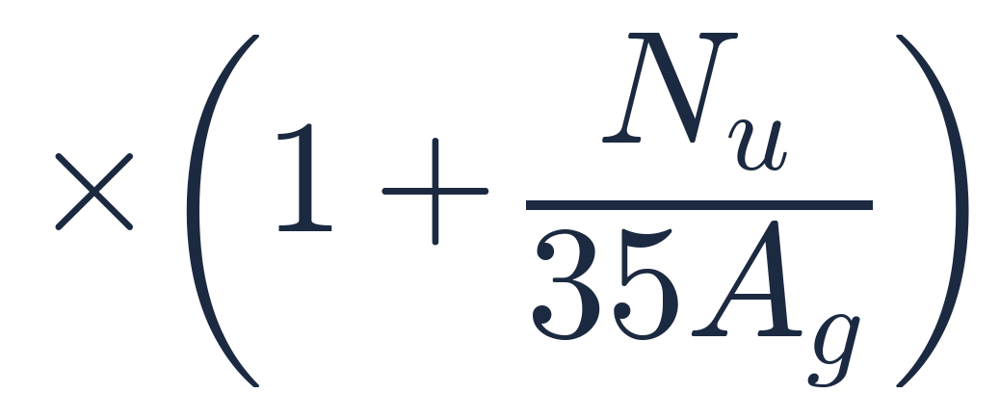 × (1 + N_u / 35A_g)